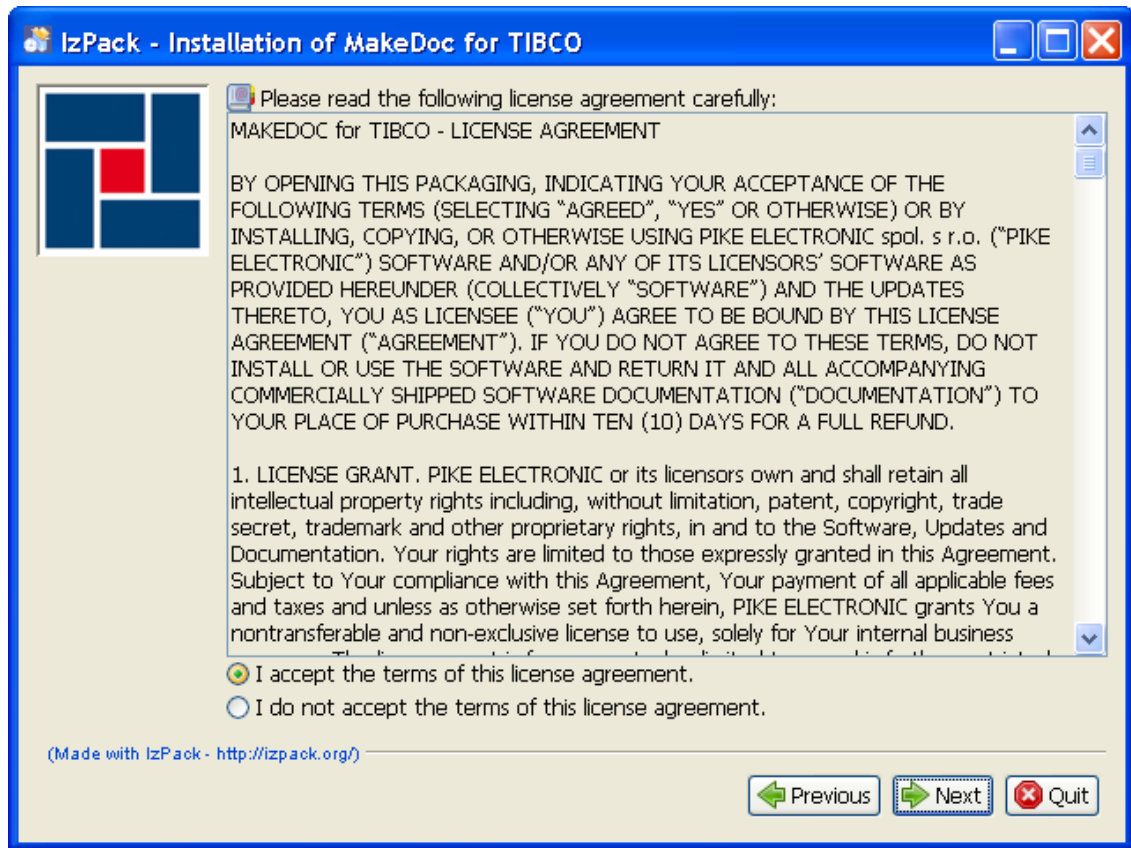 IzPack - Installation of MakeDoc for TIBCO
Please read the following license agreement carefully:
MAKEDOC for TIBCO - LICENSE AGREEMENT
BY OPENING THIS PACKAGING, INDICATING YOUR ACCEPTANCE OF THE
FOLLOWING TERMS (SELECTING “AGREED”, “YES” OR OTHERWISE) OR BY
INSTALLING, COPYING, OR OTHERWISE USING PIKE ELECTRONIC spol. s r.o. (“PIKE
ELECTRONIC”) SOFTWARE AND/OR ANY OF ITS LICENSORS’ SOFTWARE AS
PROVIDED HEREUNDER (COLLECTIVELY “SOFTWARE”) AND THE UPDATES
THERETO, YOU AS LICENSEE (“YOU”) AGREE TO BE BOUND BY THIS LICENSE
AGREEMENT (“AGREEMENT”). IF YOU DO NOT AGREE TO THESE TERMS, DO NOT
INSTALL OR USE THE SOFTWARE AND RETURN IT AND ALL ACCOMPANYING
COMMERCIALLY SHIPPED SOFTWARE DOCUMENTATION (“DOCUMENTATION”) TO
YOUR PLACE OF PURCHASE WITHIN TEN (10) DAYS FOR A FULL REFUND.
1. LICENSE GRANT. PIKE ELECTRONIC or its licensors own and shall retain all
intellectual property rights including, without limitation, patent, copyright, trade
secret, trademark and other proprietary rights, in and to the Software, Updates and
Documentation. Your rights are limited to those expressly granted in this Agreement.
Subject to Your compliance with this Agreement, Your payment of all applicable fees
and taxes and unless as otherwise set forth herein, PIKE ELECTRONIC grants You a
nontransferable and non-exclusive license to use, solely for Your internal business
I accept the terms of this license agreement.
I do not accept the terms of this license agreement.
(Made with IzPack - http://izpack.org/)
Previous
Next
Quit